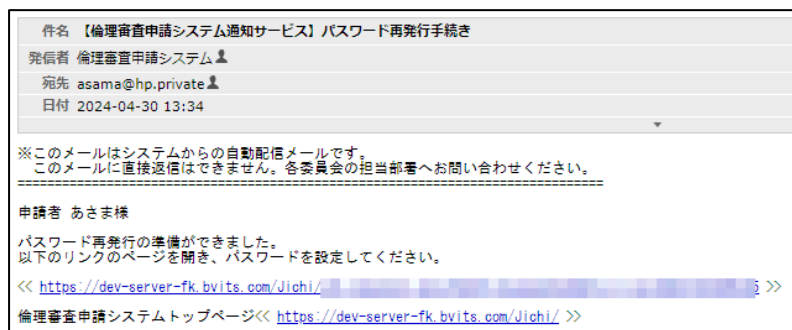 件名 【倫理審査申請システム通知サービス】パスワード再発行手続き
発信者 倫理審査申請システム
宛先 asama@hp.private
日付 2024-04-30 13:34
※このメールはシステムからの自動配信メールです。
このメールに直接返信はできません。各委員会の担当部署へお問い合わせください。
==========================================================================
申請者 あさま様
パスワード再発行の準備ができました。
以下のリンクのページを開き、パスワードを設定してください。
<< https://dev-server-fk.bvits.com/Jichi/ >>
倫理審査申請システムトップページ<< https://dev-server-fk.bvits.com/Jichi/ >>